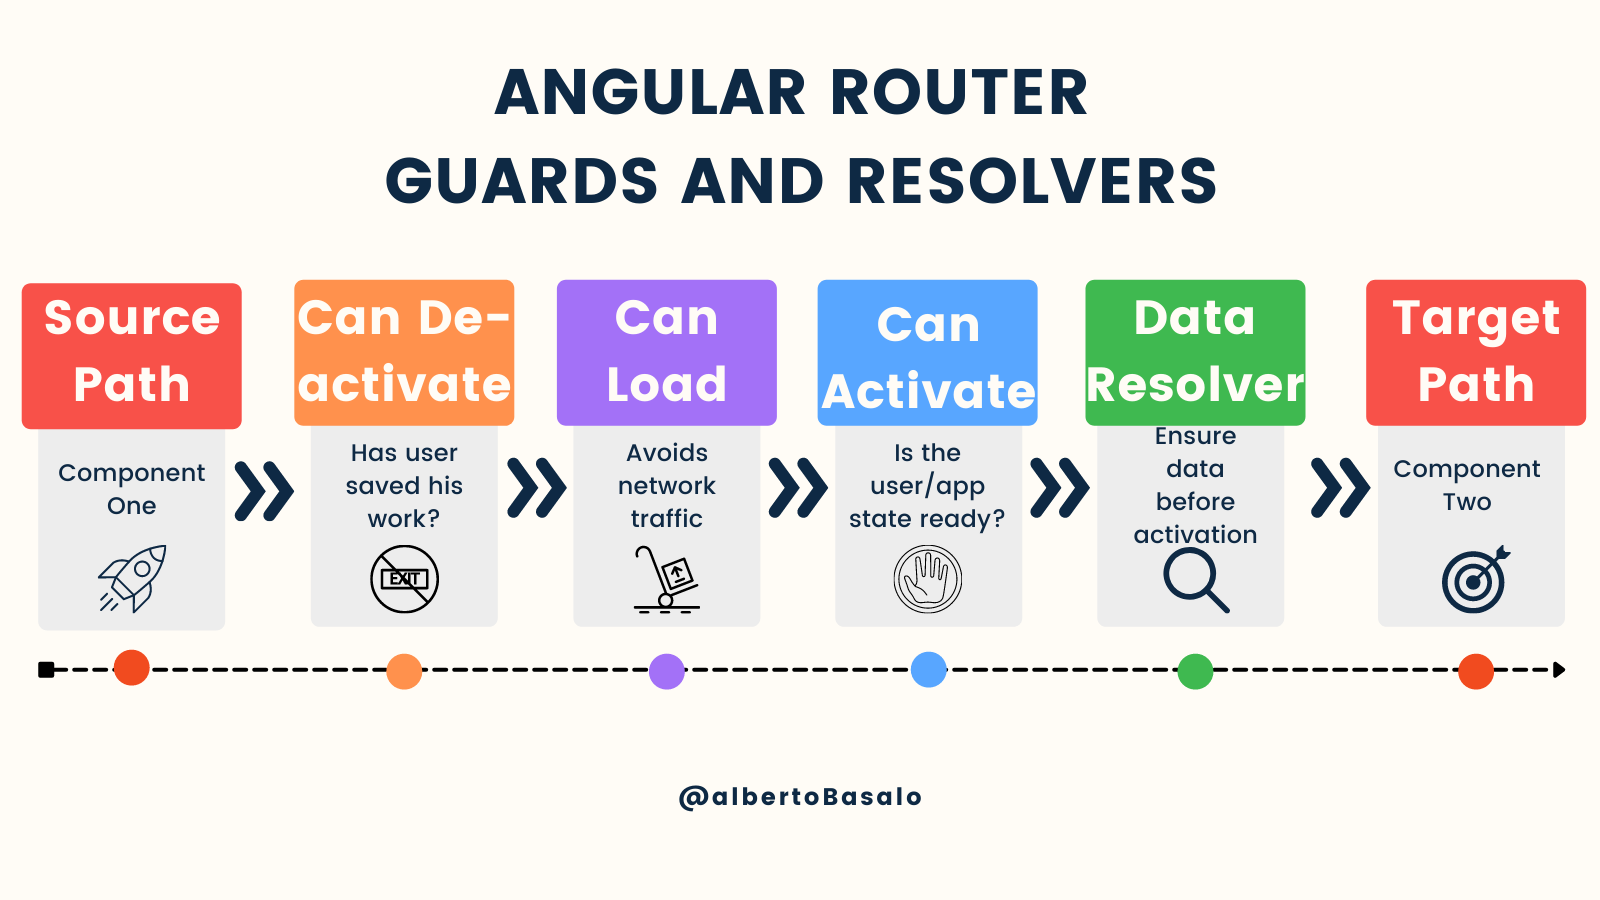 ANGULAR ROUTER
GUARDS AND RESOLVERS
Source
Path
Component
One
Can De-
activate
Has user
saved his
work?
EXIT
Can
Load
Avoids
network
traffic
Can
Activate
Is the
user/app
state ready?
Data
Resolver
Ensure
data
before
activation
Target
Path
Component
Two
@albertoBasalo